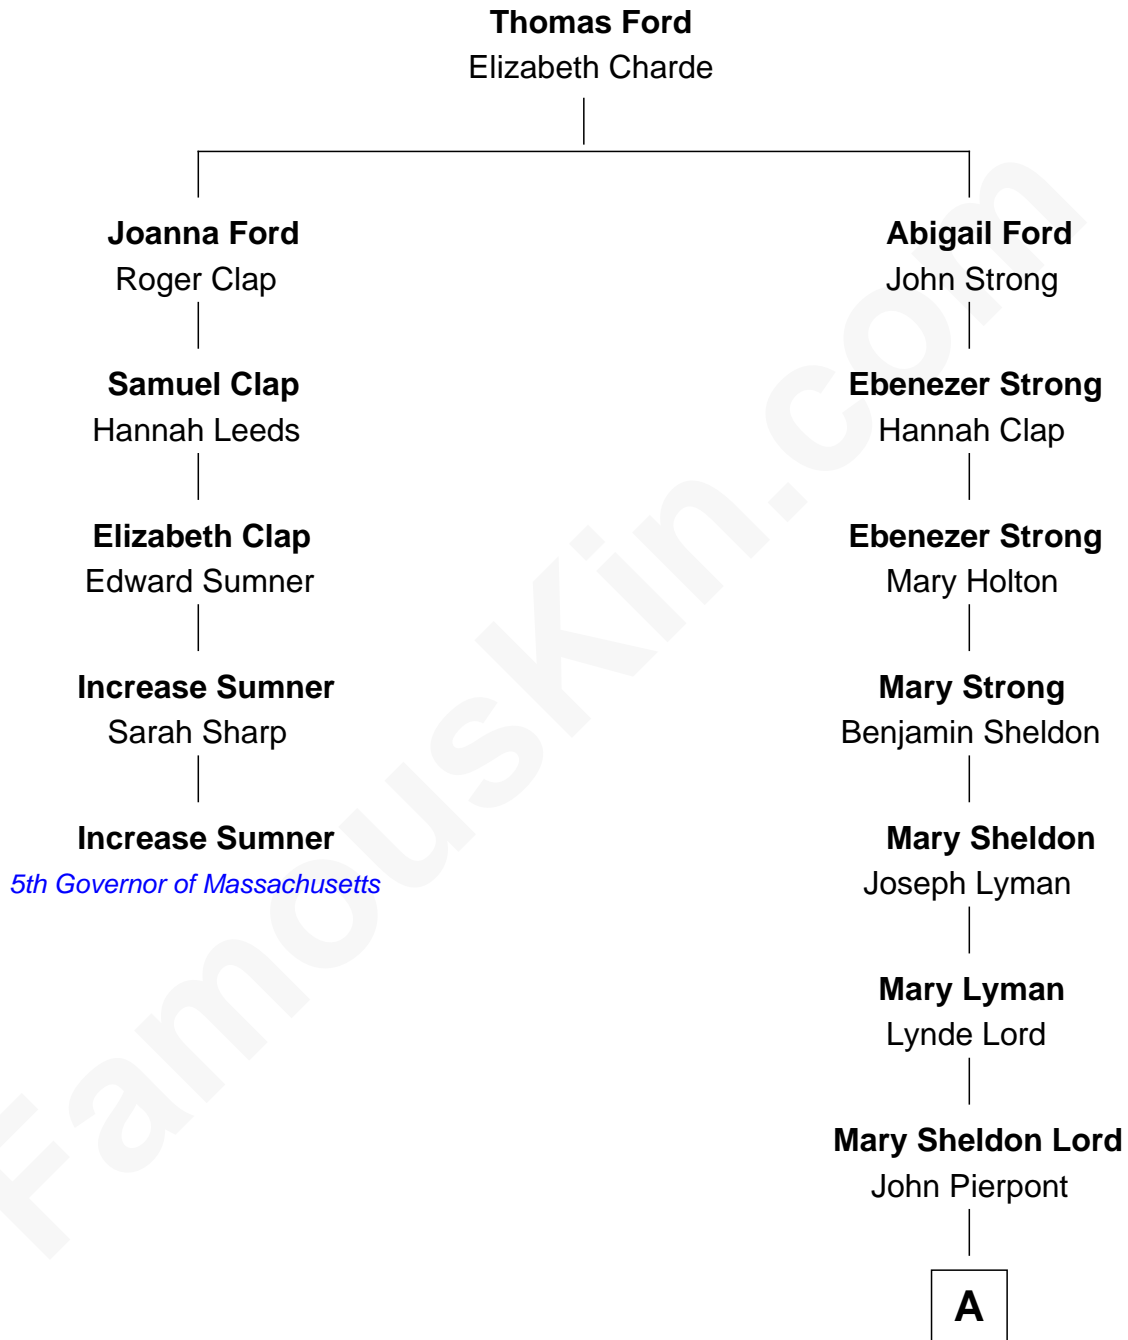 Thomas Ford
Elizabeth Charde
Joanna Ford
Roger Clap
Abigail Ford
John Strong
Samuel Clap
Hannah Leeds
Ebenezer Strong
Hannah Clap
Elizabeth Clap
Edward Sumner
Ebenezer Strong
Mary Holton
Increase Sumner
Sarah Sharp
Mary Strong
Benjamin Sheldon
Increase Sumner
5th Governor of Massachusetts
Mary Sheldon
Joseph Lyman
Mary Lyman
Lynde Lord
Mary Sheldon Lord
John Pierpont
A
FamousKin.com